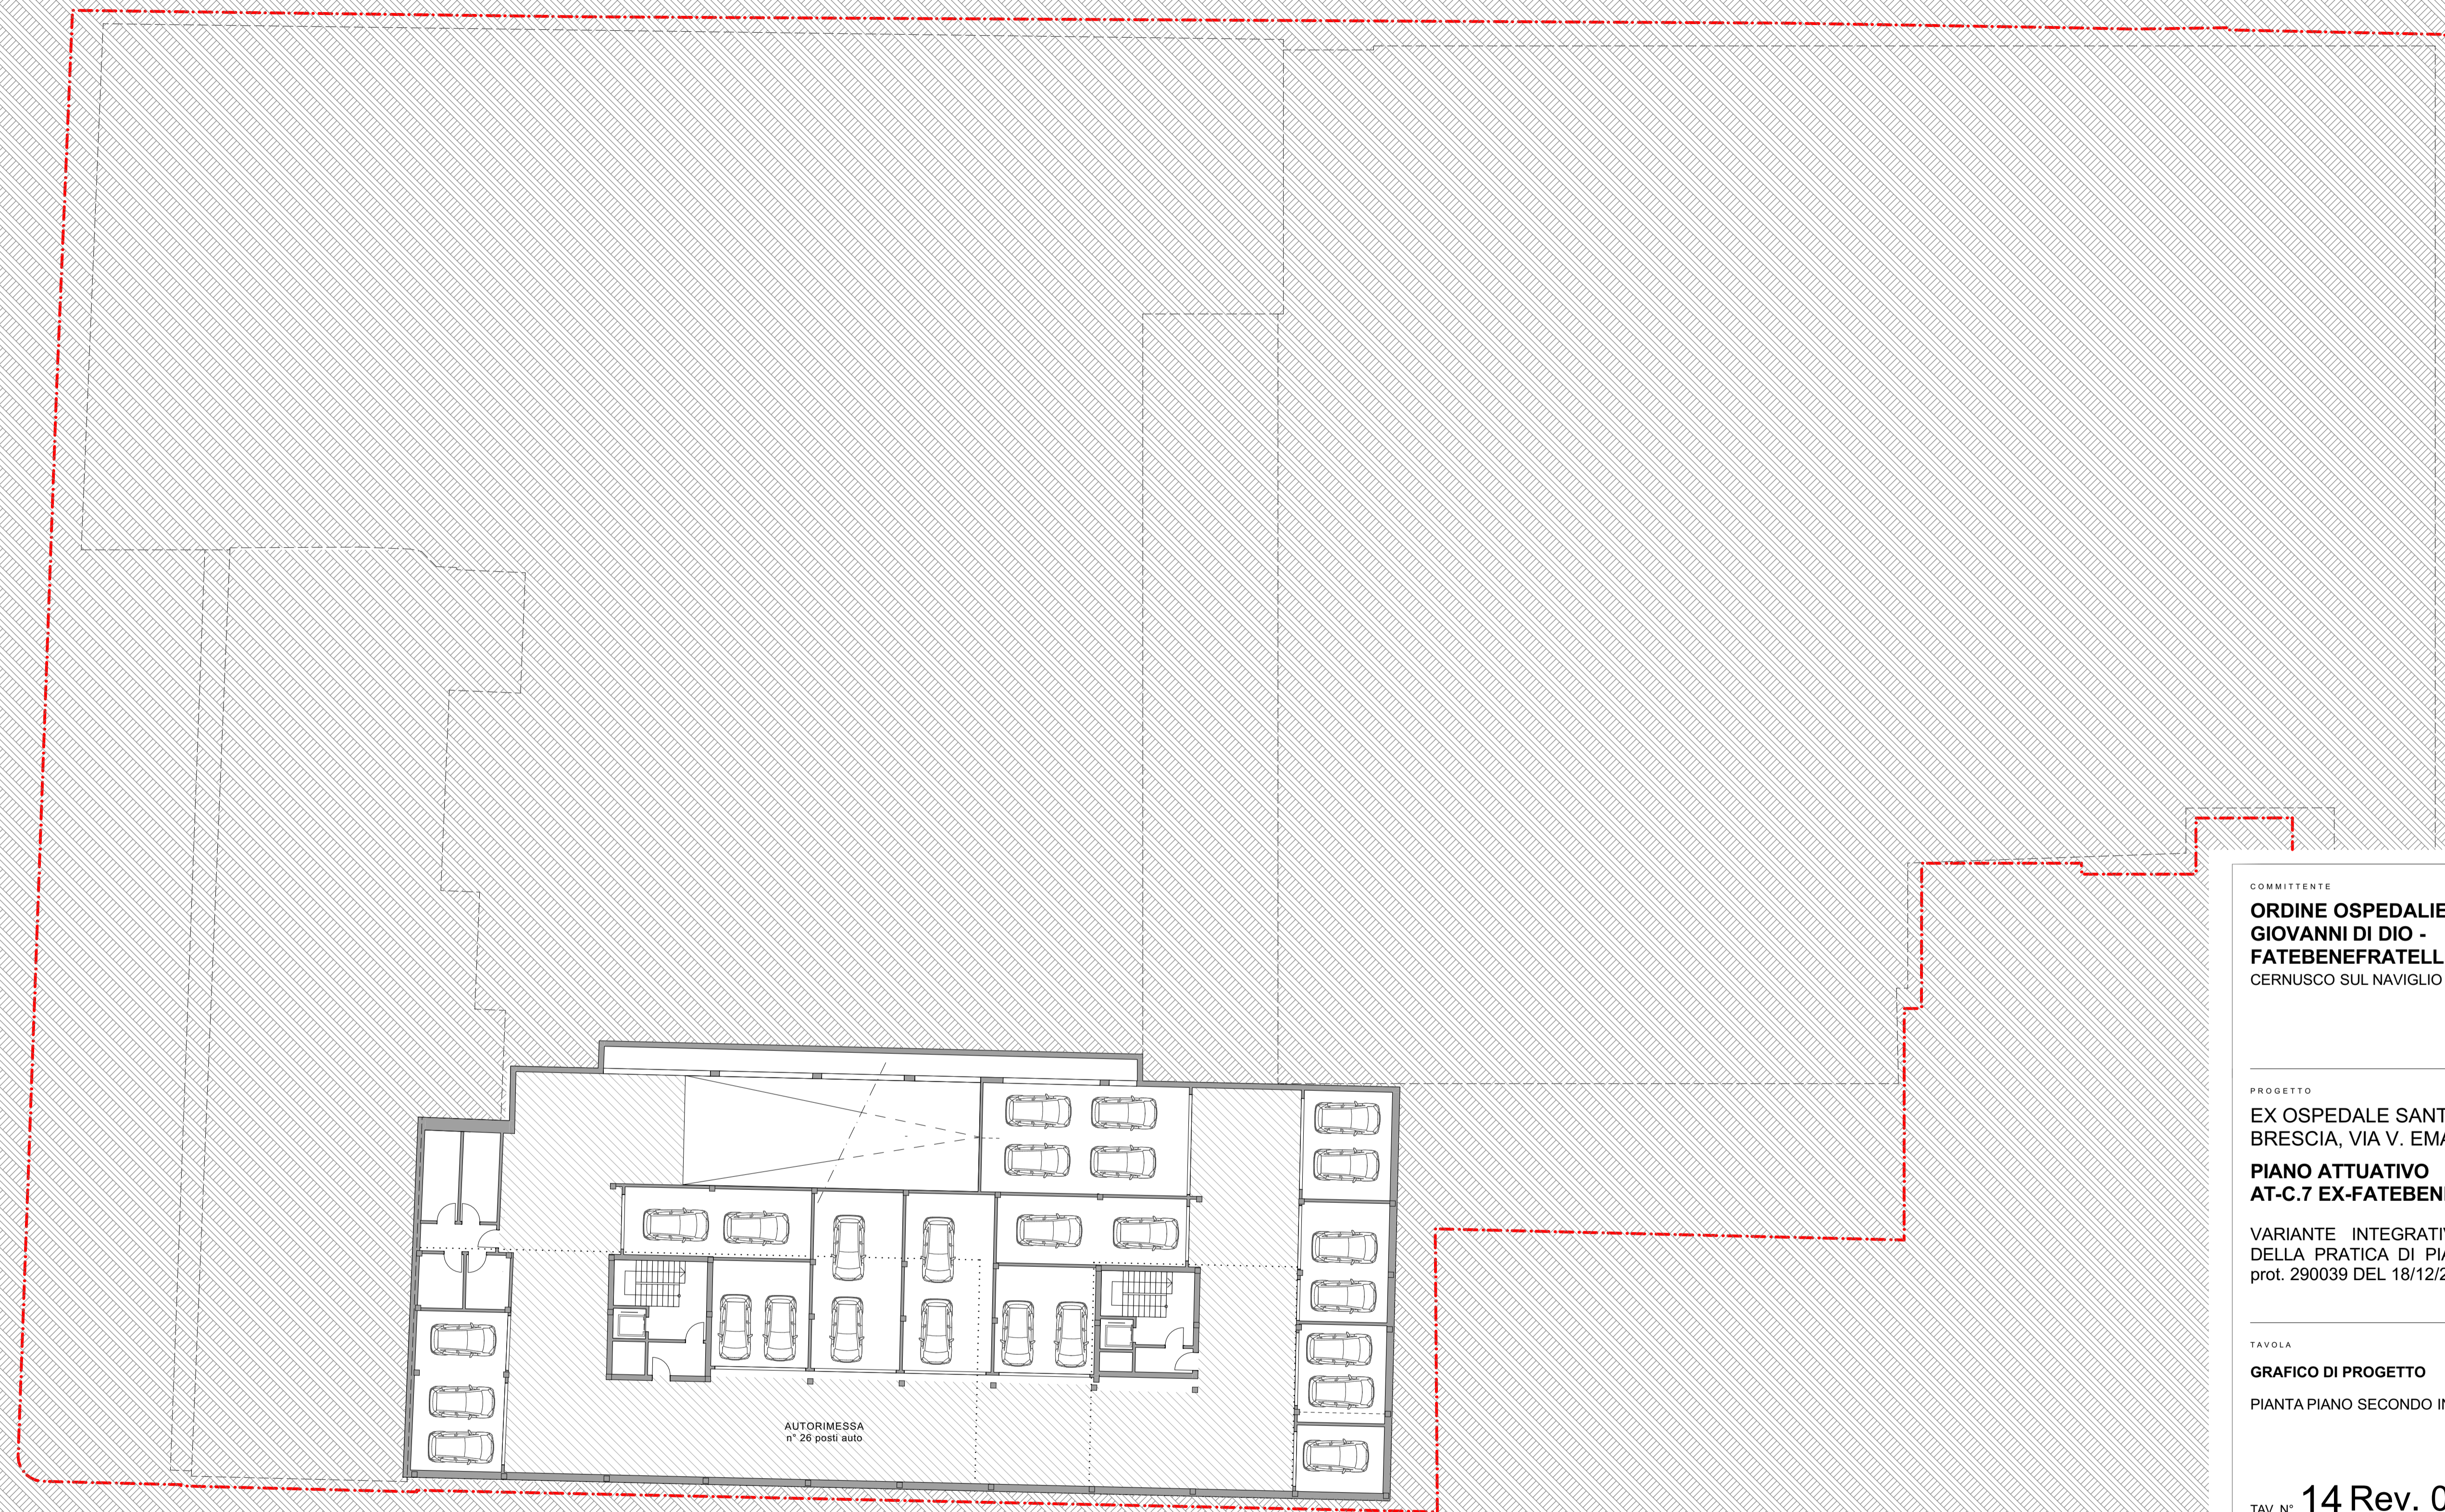 AUTORIMESSA
n° 26 posti auto
COMMITTENTE
ORDINE OSPEDALIE
GIOVANNI DI DIO -
FATEBENEFRATELL
CERNUSCO SUL NAVIGLIO
PROGETTO
EX OSPEDALE SANT
BRESCIA, VIA V. EMA
PIANO ATTUATIVO
AT-C.7 EX-FATEBEN
VARIANTE INTEGRATIV
DELLA PRATICA DI PIA
prot. 290039 DEL 18/12/2
TAVOLA
GRAFICO DI PROGETTO
PIANTA PIANO SECONDO IN
TAV. N° 14 Rev. 0